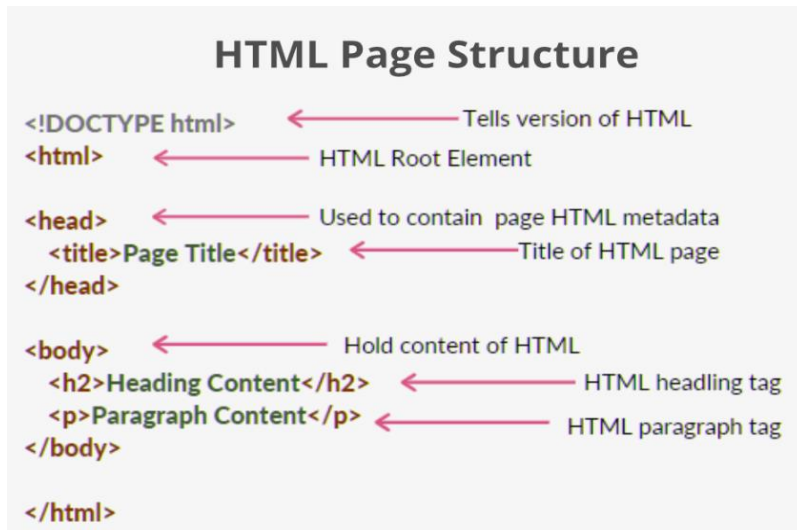 HTML Page Structure
<!DOCTYPE html> Tells version of HTML
<html> HTML Root Element
<head> Used to contain page HTML metadata
<title>Page Title</title> Title of HTML page
</head>
<body> Hold content of HTML
<h2>Heading Content</h2> HTML headling tag
<p>Paragraph Content</p> HTML paragraph tag
</body>
</html>